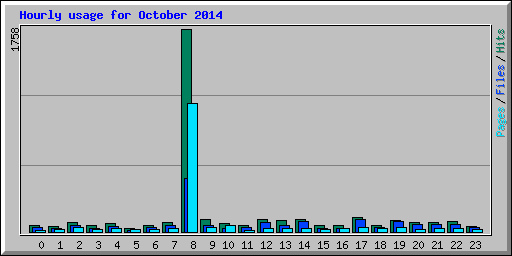 Hourly usage for October 2014
1758
Pages/Files/Hits
0 1 2 3 4 5 6 7 8 9 10 11 12 13 14 15 16 17 18 19 20 21 22 23